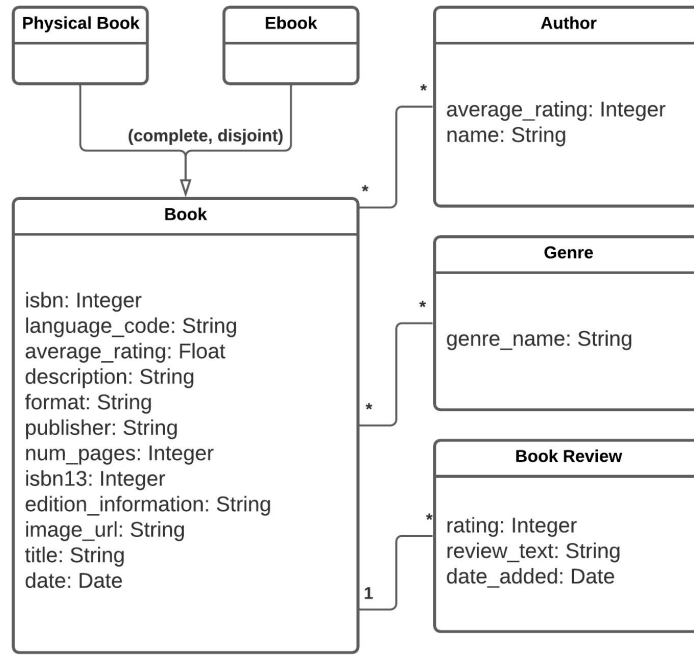 Physical Book
Ebook
Author
*
average_rating: Integer
name: String
(complete, disjoint)
*
Book
Genre
isbn: Integer
language_code: String
average_rating: Float
description: String
format: String
publisher: String
num_pages: Integer
isbn13: Integer
edition_information: String
image_url: String
title: String
date: Date
*
genre_name: String
*
Book Review
*
rating: Integer
review_text: String
date_added: Date
1